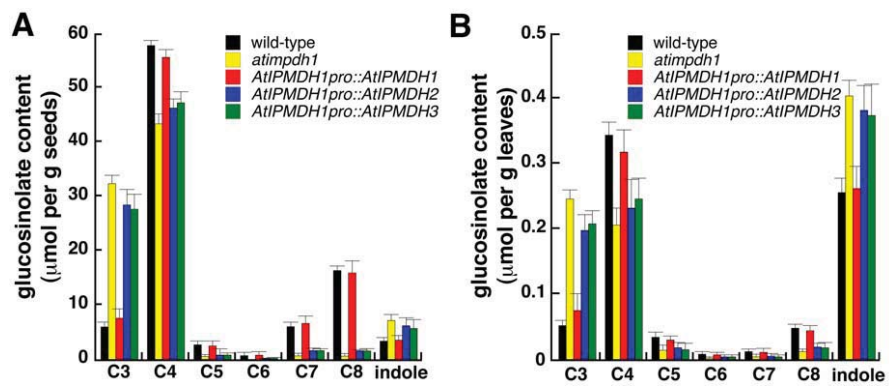 A
glucosinolate content
(μmol per g seeds)
60
50
40
30
20
10
0
wild-type
atimpdh1
AtIPMDH1pro::AtIPMDH1
AtIPMDH1pro::AtIPMDH2
AtIPMDH1pro::AtIPMDH3
C3 C4 C5 C6 C7 C8 indole
B
glucosinolate content
(μmol per g leaves)
0.5
0.4
0.3
0.2
0.1
0
wild-type
atimpdh1
AtIPMDH1pro::AtIPMDH1
AtIPMDH1pro::AtIPMDH2
AtIPMDH1pro::AtIPMDH3
C3 C4 C5 C6 C7 C8 indole